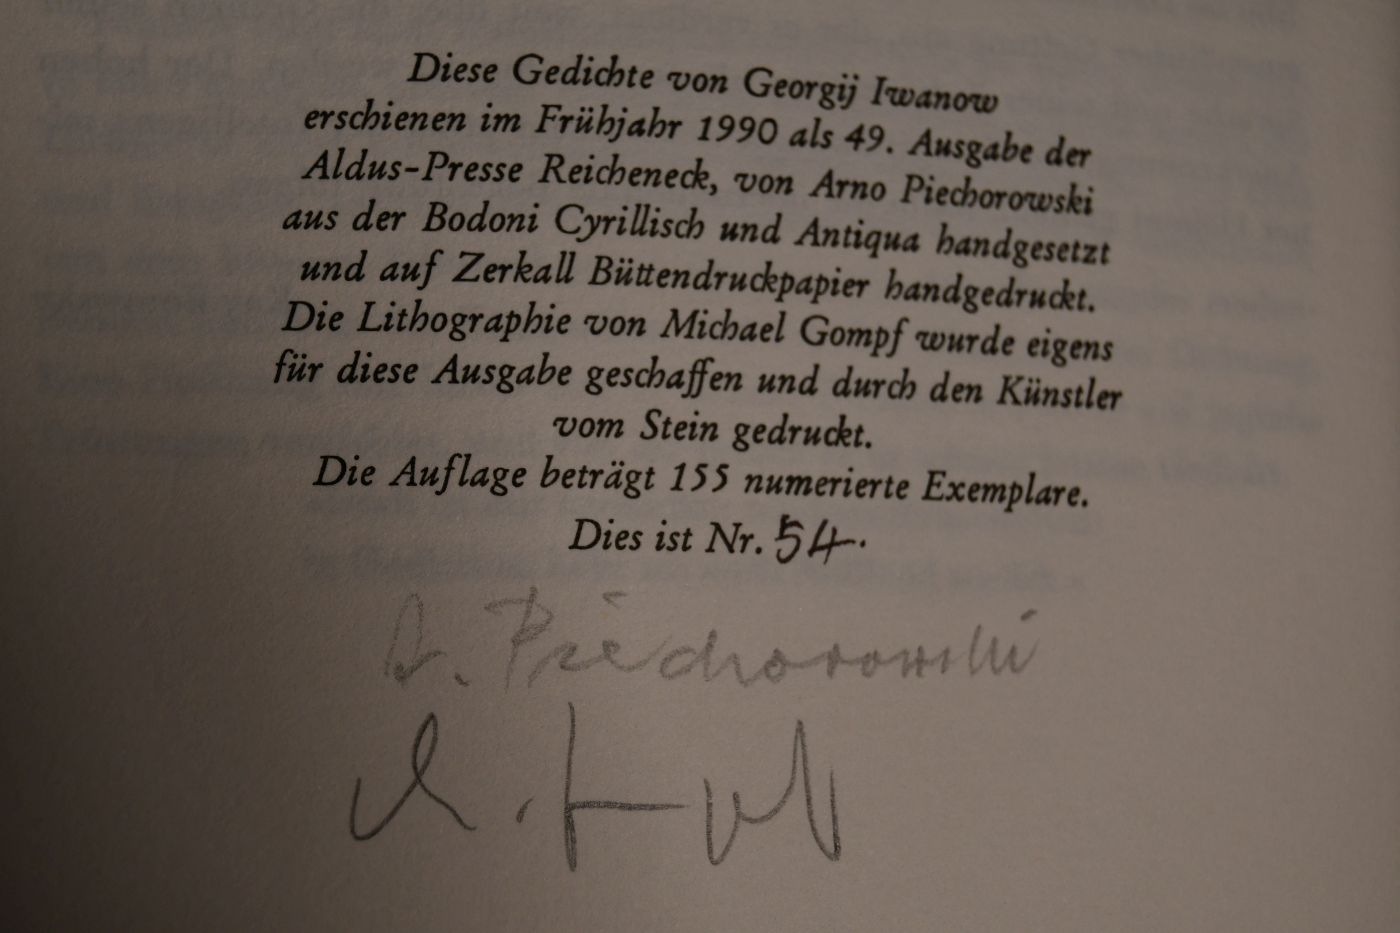 Diese Gedichte von Georgij Iwanow
erschienen im Frühjahr 1990 als 49. Ausgabe der
Aldus-Presse Reicheneck, von Arno Piechorowski
aus der Bodoni Cyrillisch und Antiqua handgesetzt
und auf Zerkall Büttendruckpapier handgedruckt.
Die Lithographie von Michael Gompf wurde eigens
für diese Ausgabe geschaffen und durch den Künstler
vom Stein gedruckt.
Die Auflage beträgt 155 numerierte Exemplare.
Dies ist Nr. 54.
A. Piechorowski